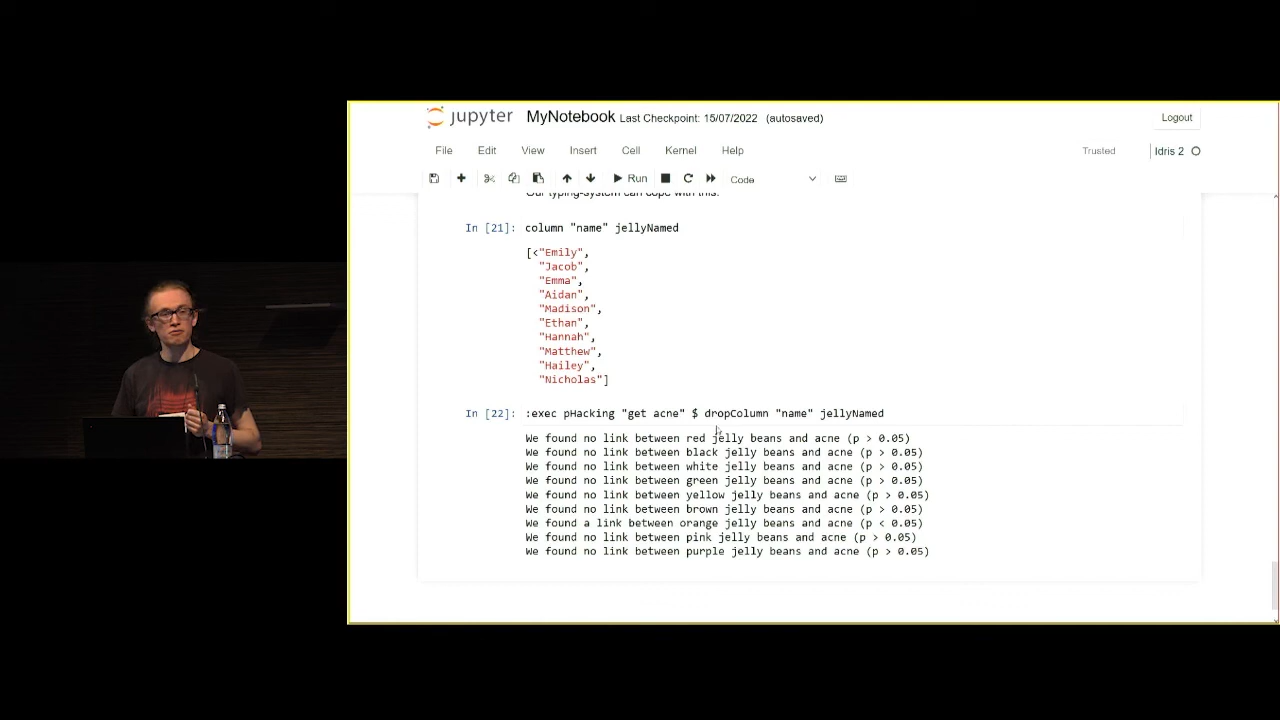 jupyter MyNotebook Last Checkpoint: 15/07/2022 (autosaved) Logout
File Edit View Insert Cell Kernel Help Trusted Idris 2
Run Code
Our typing-system can cope with this.
In [21]: column "name" jellyNamed
[<"Emily",
"Jacob",
"Emma",
"Aidan",
"Madison",
"Ethan",
"Hannah",
"Matthew",
"Hailey",
"Nicholas"]
In [22]: :exec pHacking "get acne" $ dropColumn "name" jellyNamed
We found no link between red jelly beans and acne (p > 0.05)
We found no link between black jelly beans and acne (p > 0.05)
We found no link between white jelly beans and acne (p > 0.05)
We found no link between green jelly beans and acne (p > 0.05)
We found no link between yellow jelly beans and acne (p > 0.05)
We found no link between brown jelly beans and acne (p > 0.05)
We found a link between orange jelly beans and acne (p < 0.05)
We found no link between pink jelly beans and acne (p > 0.05)
We found no link between purple jelly beans and acne (p > 0.05)